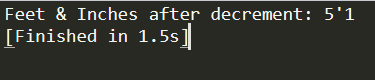 Feet & Inches after decrement: 5'1
[Finished in 1.5s]